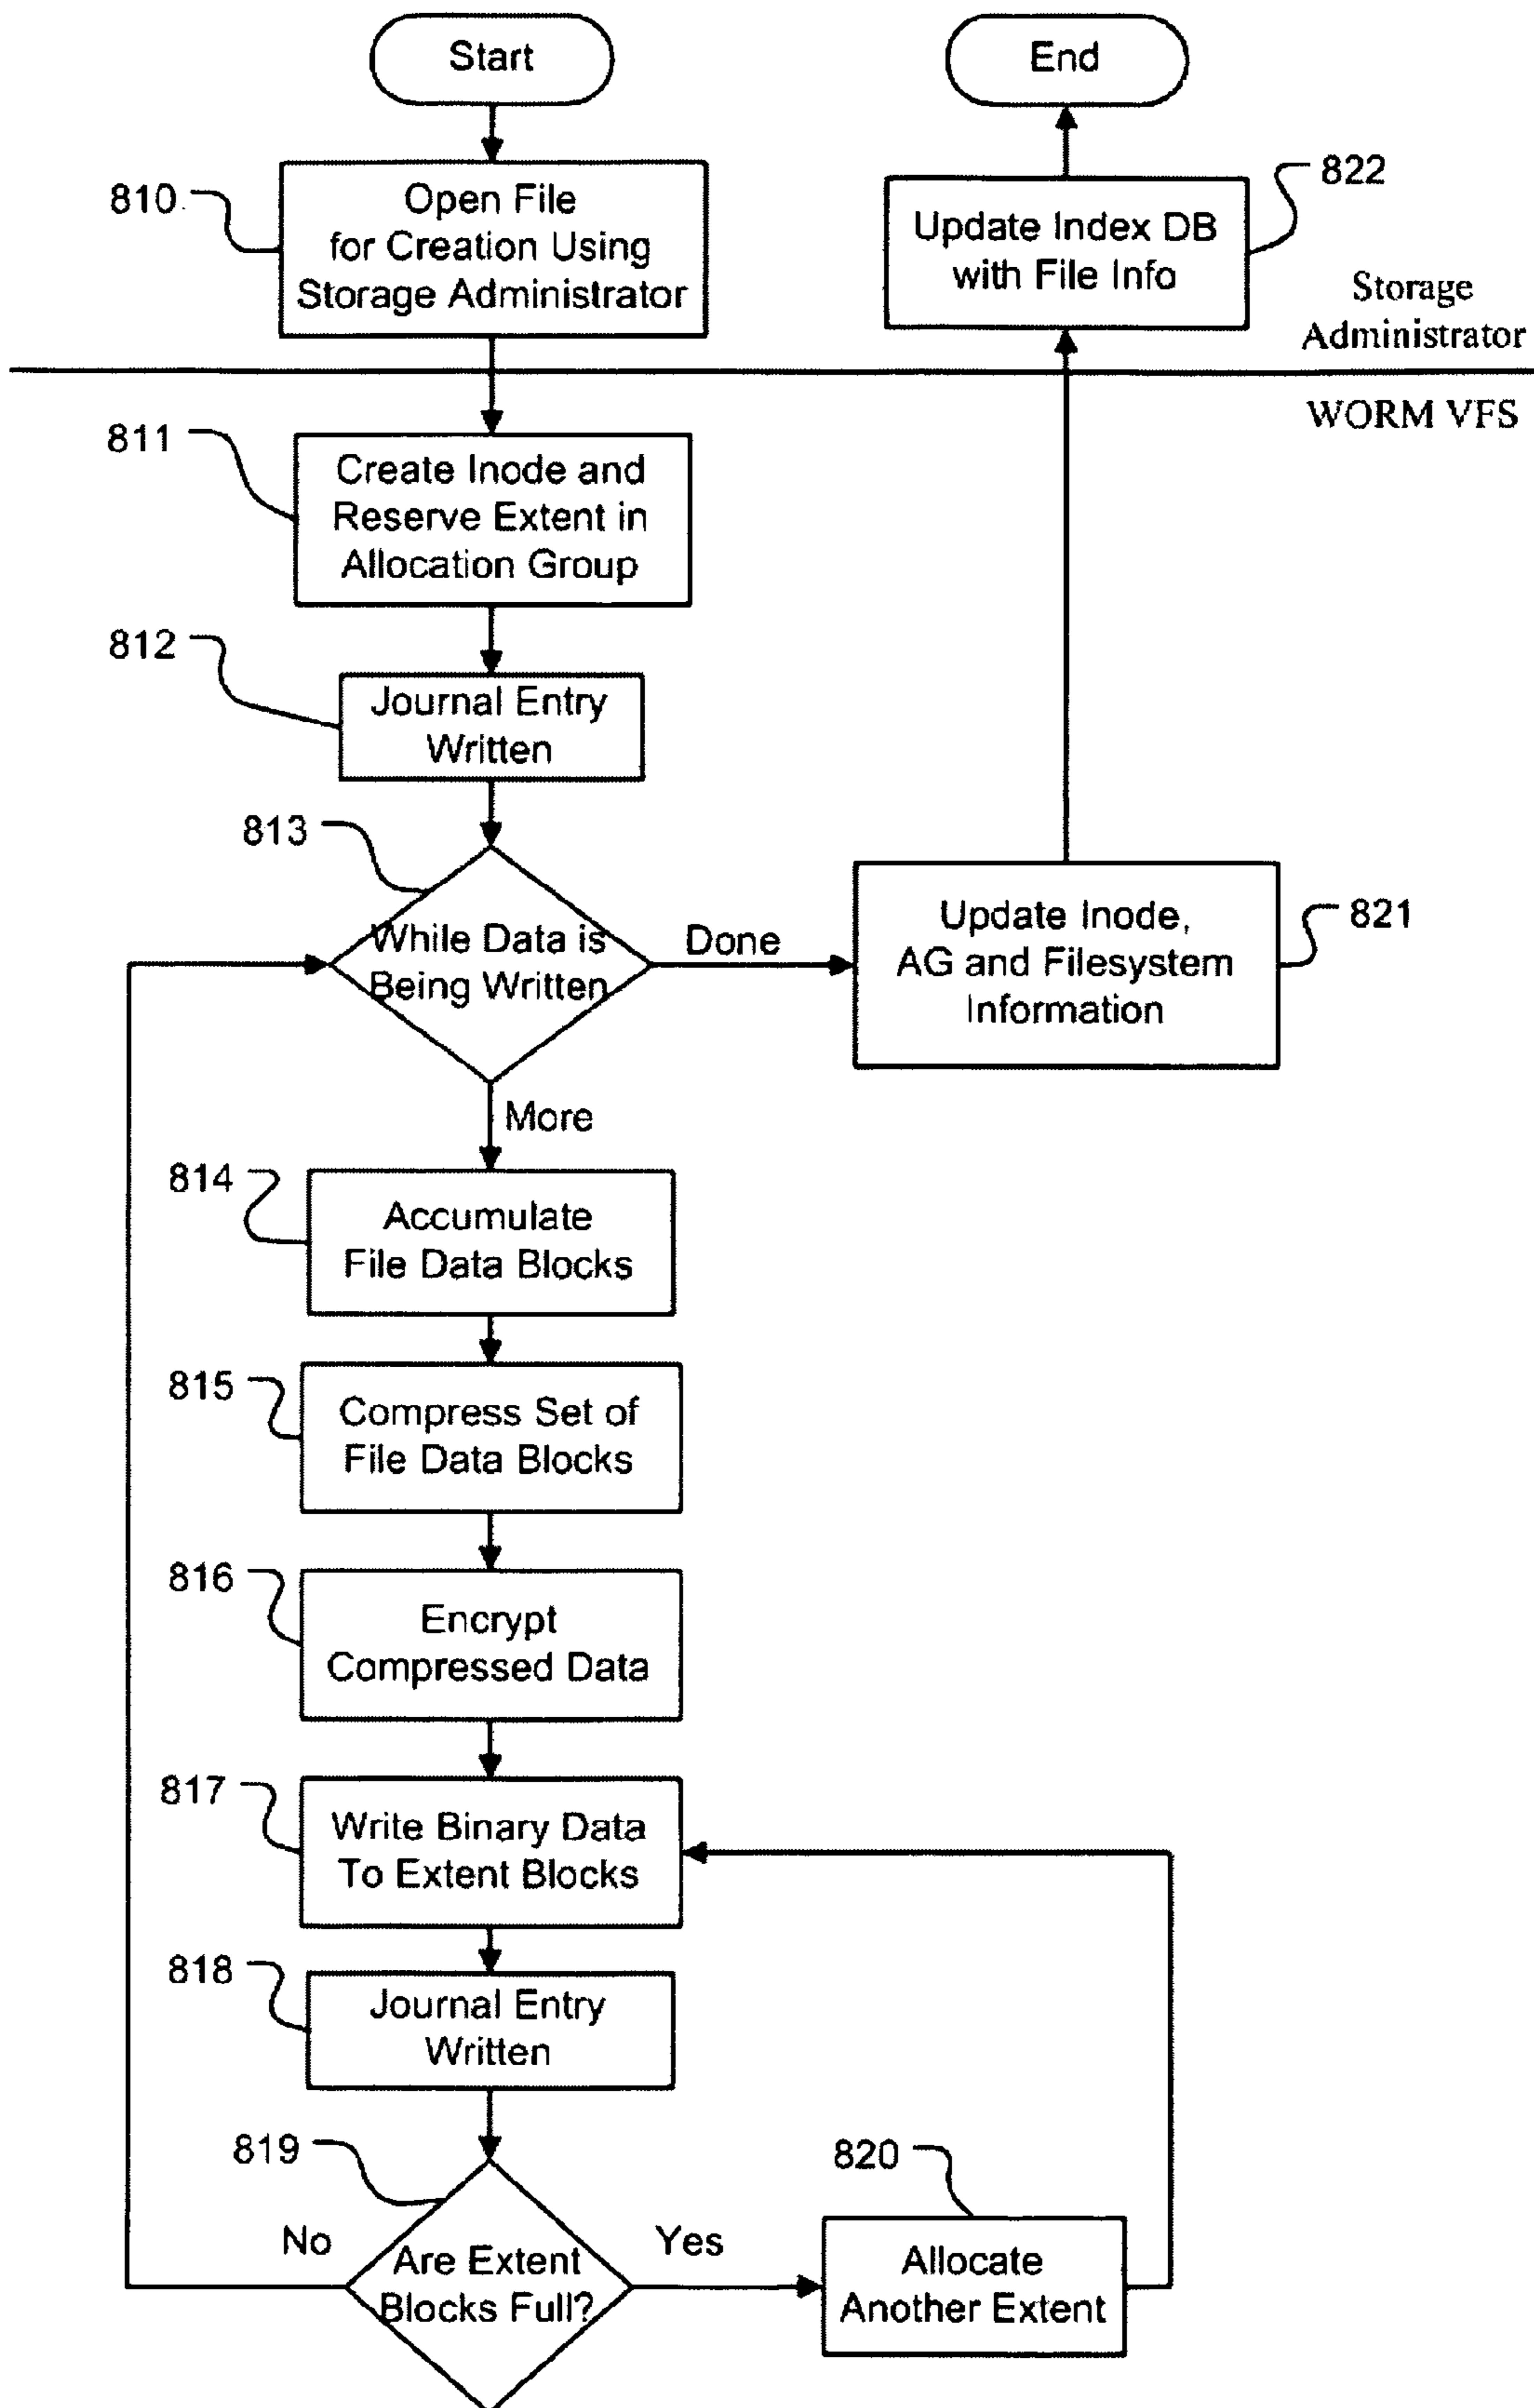 Start
End
810
Open File
for Creation Using
Storage Administrator
822
Update Index DB
with File Info
Storage
Administrator
WORM VFS
811
Create Inode and
Reserve Extent in
Allocation Group
812
Journal Entry
Written
813
While Data is
Being Written
Done
821
Update Inode,
AG and Filesystem
Information
More
814
Accumulate
File Data Blocks
815
Compress Set of
File Data Blocks
816
Encrypt
Compressed Data
817
Write Binary Data
To Extent Blocks
818
Journal Entry
Written
819
820
No
Are Extent
Blocks Full?
Yes
Allocate
Another Extent